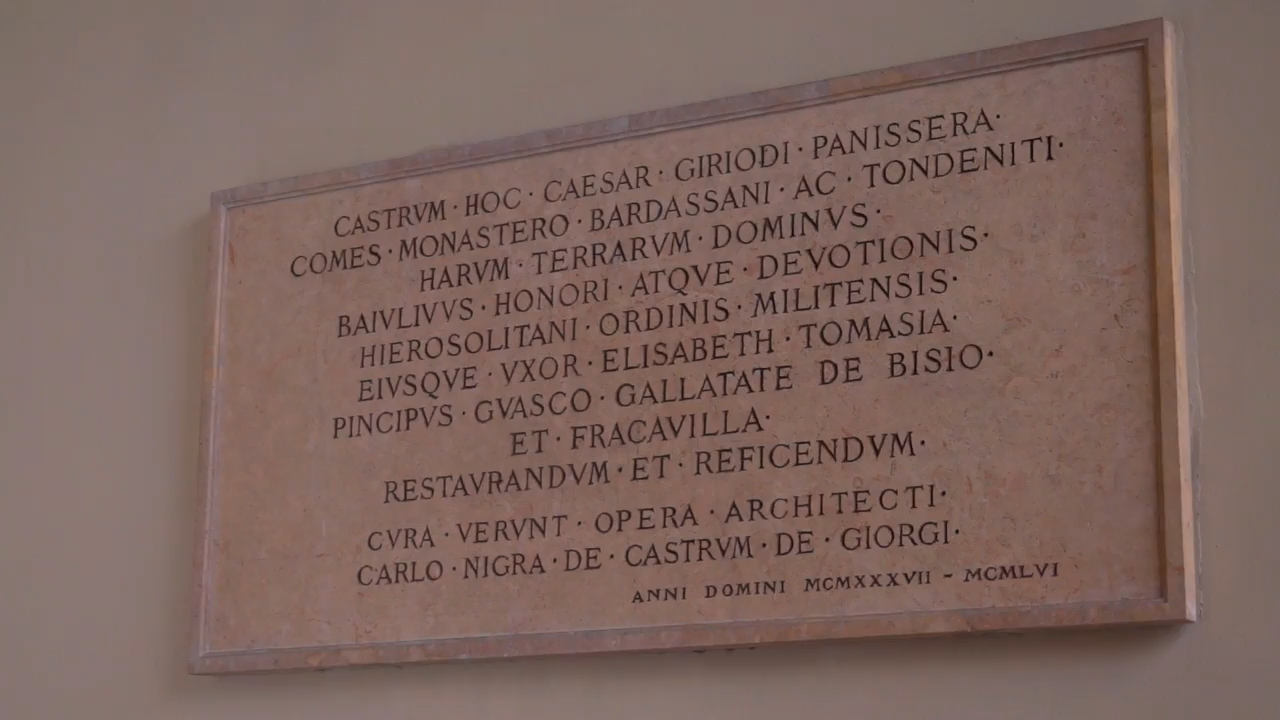 CASTRVM · HOC · CAESAR · GIRIODI · PANISSERA ·
COMES · MONASTERO · BARDASSANI · AC · TONDENITI ·
HARVM · TERRARVM · DOMINVS ·
BAIVLIVVS · HONORI · ATQVE · DEVOTIONIS ·
HIEROSOLITANI · ORDINIS · MILITENSIS ·
EIVSQVE · VXOR · ELISABETH · TOMASIA ·
PINCIPVS · GVASCO · GALLATATE DE BISIO ·
ET · FRACAVILLA ·
RESTAVRANDVM · ET · REFICENDVM ·
CVRA · VERVNT · OPERA · ARCHITECTI ·
CARLO · NIGRA · DE · CASTRVM · DE · GIORGI ·
ANNI DOMINI MCMXXXVII - MCMLVI